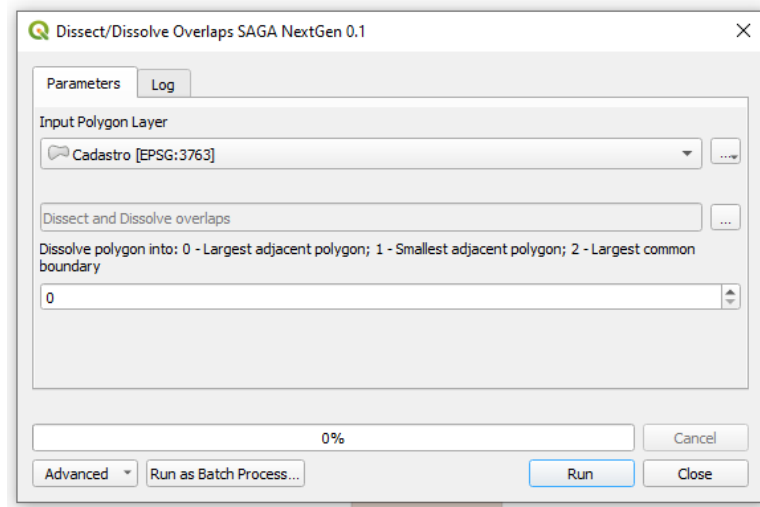 Dissect/Dissolve Overlaps SAGA NextGen 0.1
Parameters
Log
Input Polygon Layer
Cadastro [EPSG:3763]
...
Dissect and Dissolve overlaps
...
Dissolve polygon into: 0 - Largest adjacent polygon; 1 - Smallest adjacent polygon; 2 - Largest common
boundary
0
0%
Cancel
Advanced
Run as Batch Process...
Run
Close